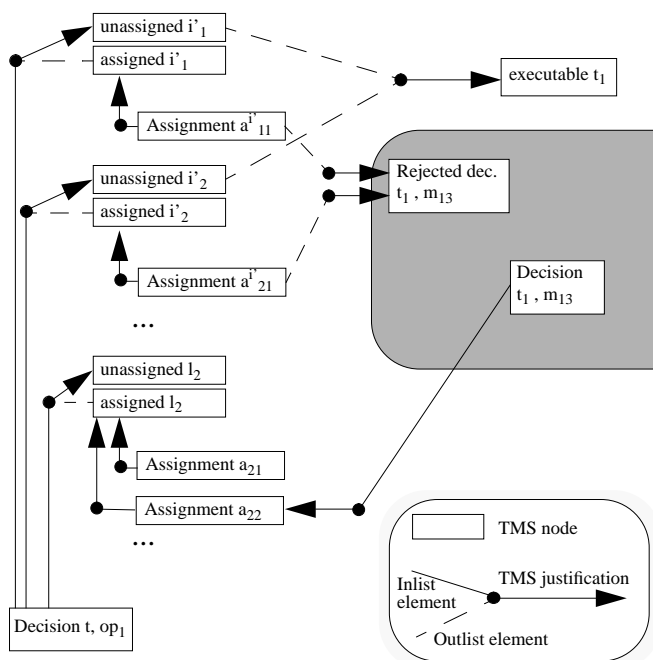 unassigned i'₁
assigned i'₁
executable t₁
Assignment a^i'₁₁
Rejected dec.
t₁ , m₁₃
unassigned i'₂
assigned i'₂
Decision
t₁ , m₁₃
Assignment a^i'₂₁
...
unassigned l₂
assigned l₂
Assignment a₂₁
Assignment a₂₂
...
TMS node
TMS justification
Inlist
element
Outlist element
Decision t, op₁